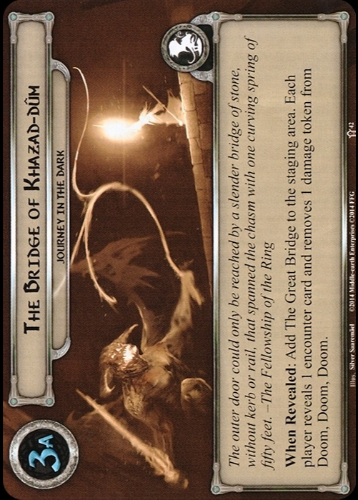 3A
THE BRIDGE OF KHAZAD-DÛM
JOURNEY IN THE DARK
The outer door could only be reached by a slender bridge of stone,
without kerb or rail, that spanned the chasm with one curving spring of
fifty feet. –The Fellowship of the Ring
When Revealed: Add The Great Bridge to the staging area. Each
player reveals 1 encounter card and removes 1 damage token from
Doom, Doom, Doom.
Illus. Silver Saaremäel ©2014 Middle-earth Enterprises ©2014 FFG 42